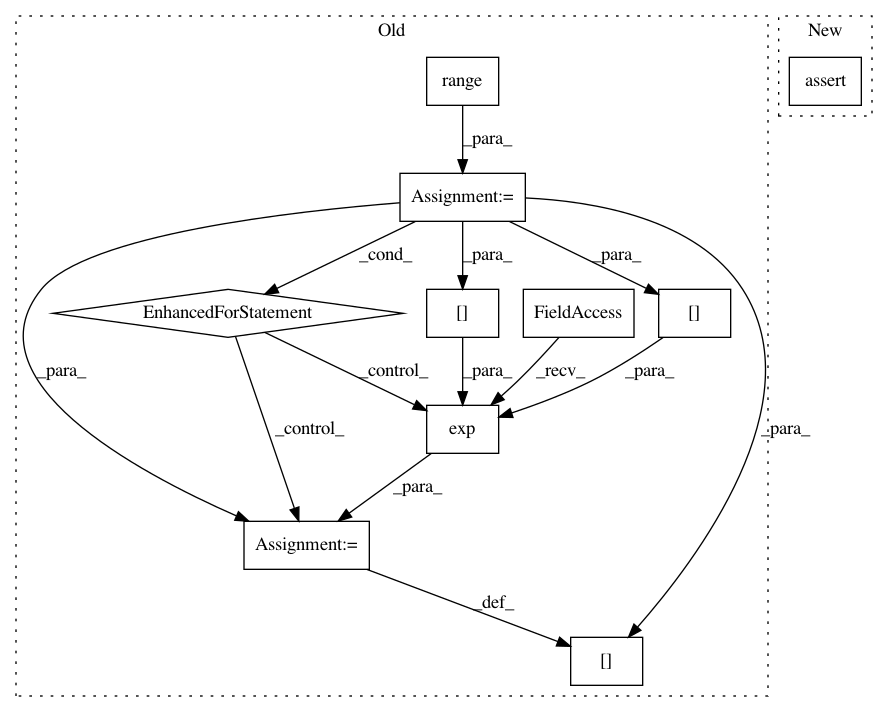 Old
New
range
assert
_para_
Assignment:=
_cond_
_para_
_para_
EnhancedForStatement
[]
FieldAccess
[]
_para_
_control_
_para_
_recv_
_para_
_control_
exp
_para_
_para_
Assignment:=
_def_
[]